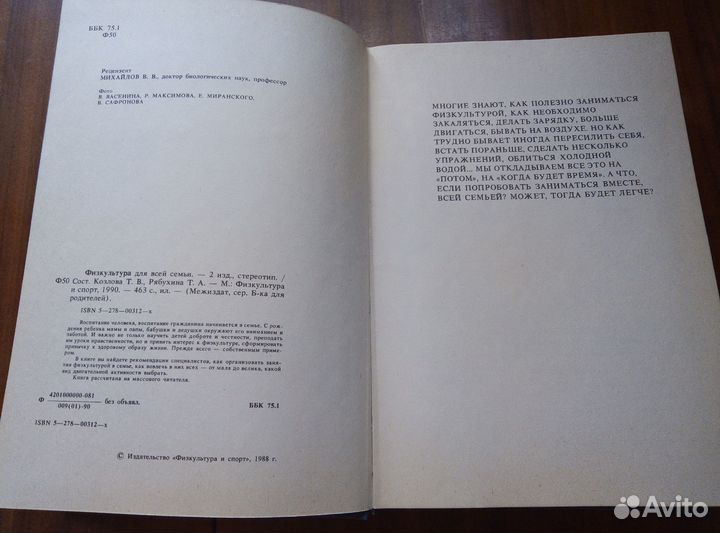 ББК 75.1
Ф50
Рецензент
МИХАЙЛОВ В. В., доктор биологических наук, профессор
Фото
В. ВАСЕНИНА, Р. МАКСИМОВА, Е. МИРАНСКОГО,
В. САФРОНОВА
Физкультура для всей семьи. — 2 изд., стереотип. /
Ф50 Сост. Козлова Т. В., Рябухина Т. А. — М.: Физкультура
и спорт, 1990. — 463 с., ил. — (Межиздат, сер. Б-ка для
родителей).
ISBN 5—278—00312—х
Воспитание человека, воспитание гражданина начинается в семье. С рож
дения ребенка мамы и папы, бабушки и дедушки окружают его вниманием и
заботой. И важно не только научить детей доброте и честности, преподать
им уроки нравственности, но и привить интерес к физкультуре, сформировать
привычку к здоровому образу жизни. Прежде всего — собственным приме-
ром.
В книге вы найдете рекомендации специалистов, как организовать заня-
тия физкультурой в семье, как вовлечь в них всех — от мала до велика, какой
вид двигательной активности выбрать.
Книга рассчитана на массового читателя.
Ф 4201000000-081 без объявл. ББК 75.1
009(01)-90
ISBN 5—278—00312—х
© Издательство «Физкультура и спорт», 1988 г.
МНОГИЕ ЗНАЮТ, КАК ПОЛЕЗНО ЗАНИМАТЬСЯ
ФИЗКУЛЬТУРОЙ, КАК НЕОБХОДИМО
ЗАКАЛЯТЬСЯ, ДЕЛАТЬ ЗАРЯДКУ, БОЛЬШЕ
ДВИГАТЬСЯ, БЫВАТЬ НА ВОЗДУХЕ. НО КАК
ТРУДНО БЫВАЕТ ИНОГДА ПЕРЕСИЛИТЬ СЕБЯ,
ВСТАТЬ ПОРАНЬШЕ, СДЕЛАТЬ НЕСКОЛЬКО
УПРАЖНЕНИЙ, ОБЛИТЬСЯ ХОЛОДНОЙ
ВОДОЙ... МЫ ОТКЛАДЫВАЕМ ВСЕ ЭТО НА
«ПОТОМ», НА «КОГДА БУДЕТ ВРЕМЯ». А ЧТО,
ЕСЛИ ПОПРОБОВАТЬ ЗАНИМАТЬСЯ ВМЕСТЕ,
ВСЕЙ СЕМЬЕЙ? МОЖЕТ, ТОГДА БУДЕТ ЛЕГЧЕ?
Avito